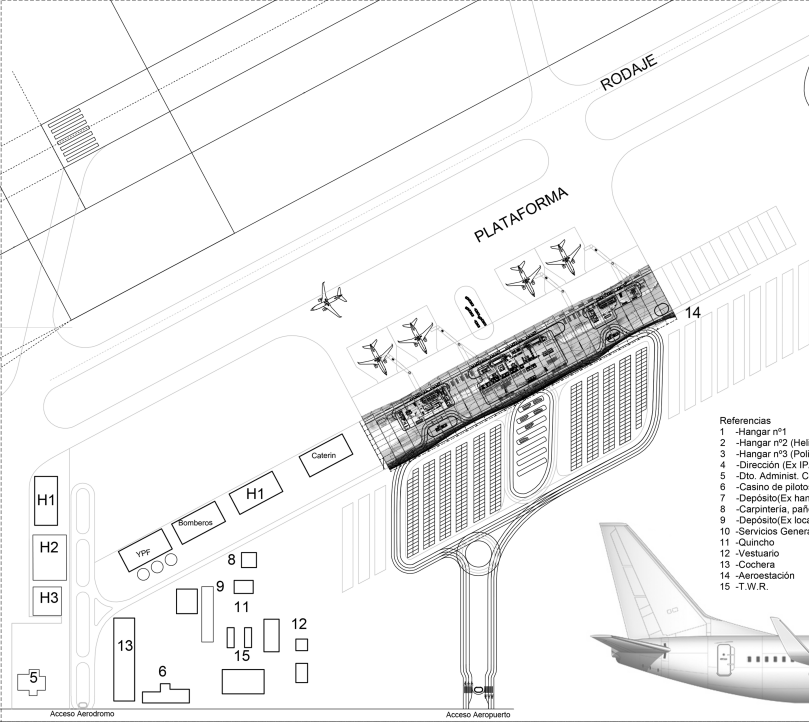 RODAJE
PLATAFORMA
14
Caterin
H1
Bomberos
YPF
H1
H2
H3
8
9
11
12
13
15
6
5
Acceso Aerodromo
Acceso Aeropuerto
Referencias
1 -Hangar nº1
2 -Hangar nº2 (Heli
3 -Hangar nº3 (Poli
4 -Dirección (Ex IP.
5 -Dto. Administ. C
6 -Casino de pilotos
7 -Depósito(Ex han
8 -Carpintería, pañ
9 -Depósito(Ex loca
10 -Servicios Genera
11 -Quincho
12 -Vestuario
13 -Cochera
14 -Aeroestación
15 -T.W.R.